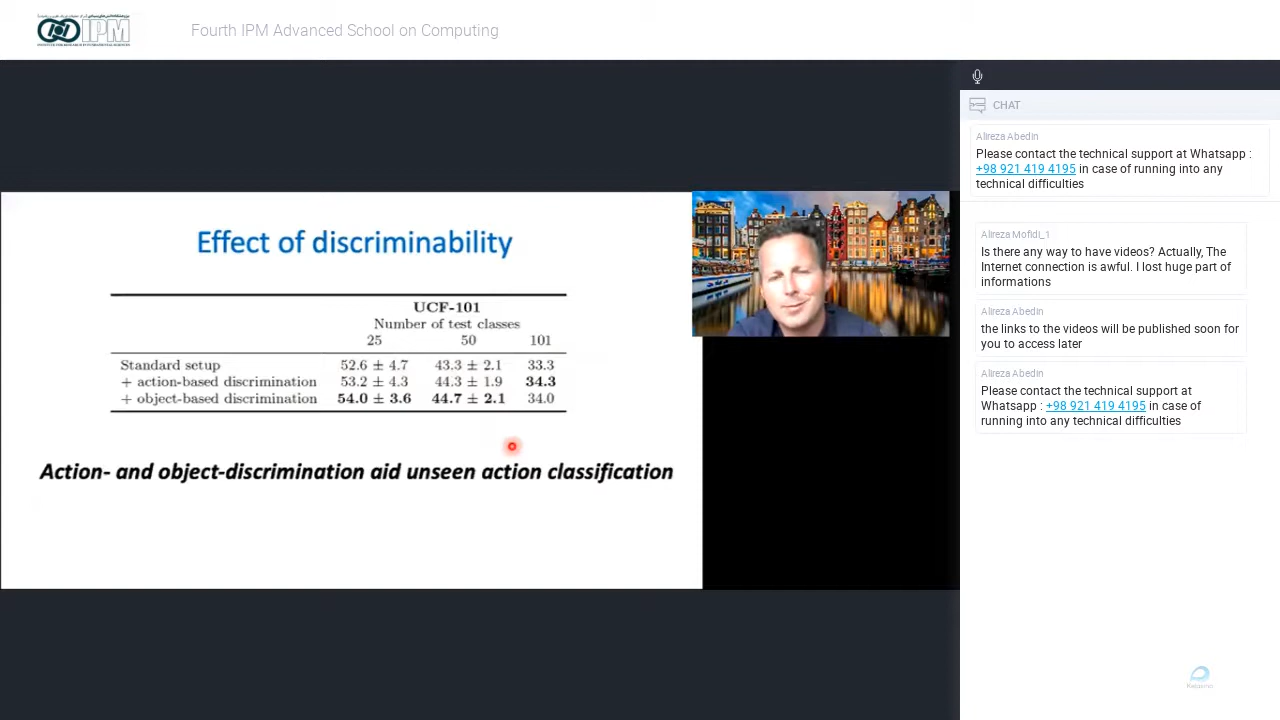 IPM
Fourth IPM Advanced School on Computing
CHAT
Alireza Abedin
Please contact the technical support at Whatsapp :
+98 921 419 4195 in case of running into any
technical difficulties
Alireza Mofidi_1
Is there any way to have videos? Actually, The
Internet connection is awful. I lost huge part of
informations
Alireza Abedin
the links to the videos will be published soon for
you to access later
Alireza Abedin
Please contact the technical support at
Whatsapp : +98 921 419 4195 in case of
running into any technical difficulties
Effect of discriminability
UCF-101
Number of test classes
25 50 101
Standard setup 52.6 ± 4.7 43.3 ± 2.1 33.3
+ action-based discrimination 53.2 ± 4.3 44.3 ± 1.9 34.3
+ object-based discrimination 54.0 ± 3.6 44.7 ± 2.1 34.0
Action- and object-discrimination aid unseen action classification